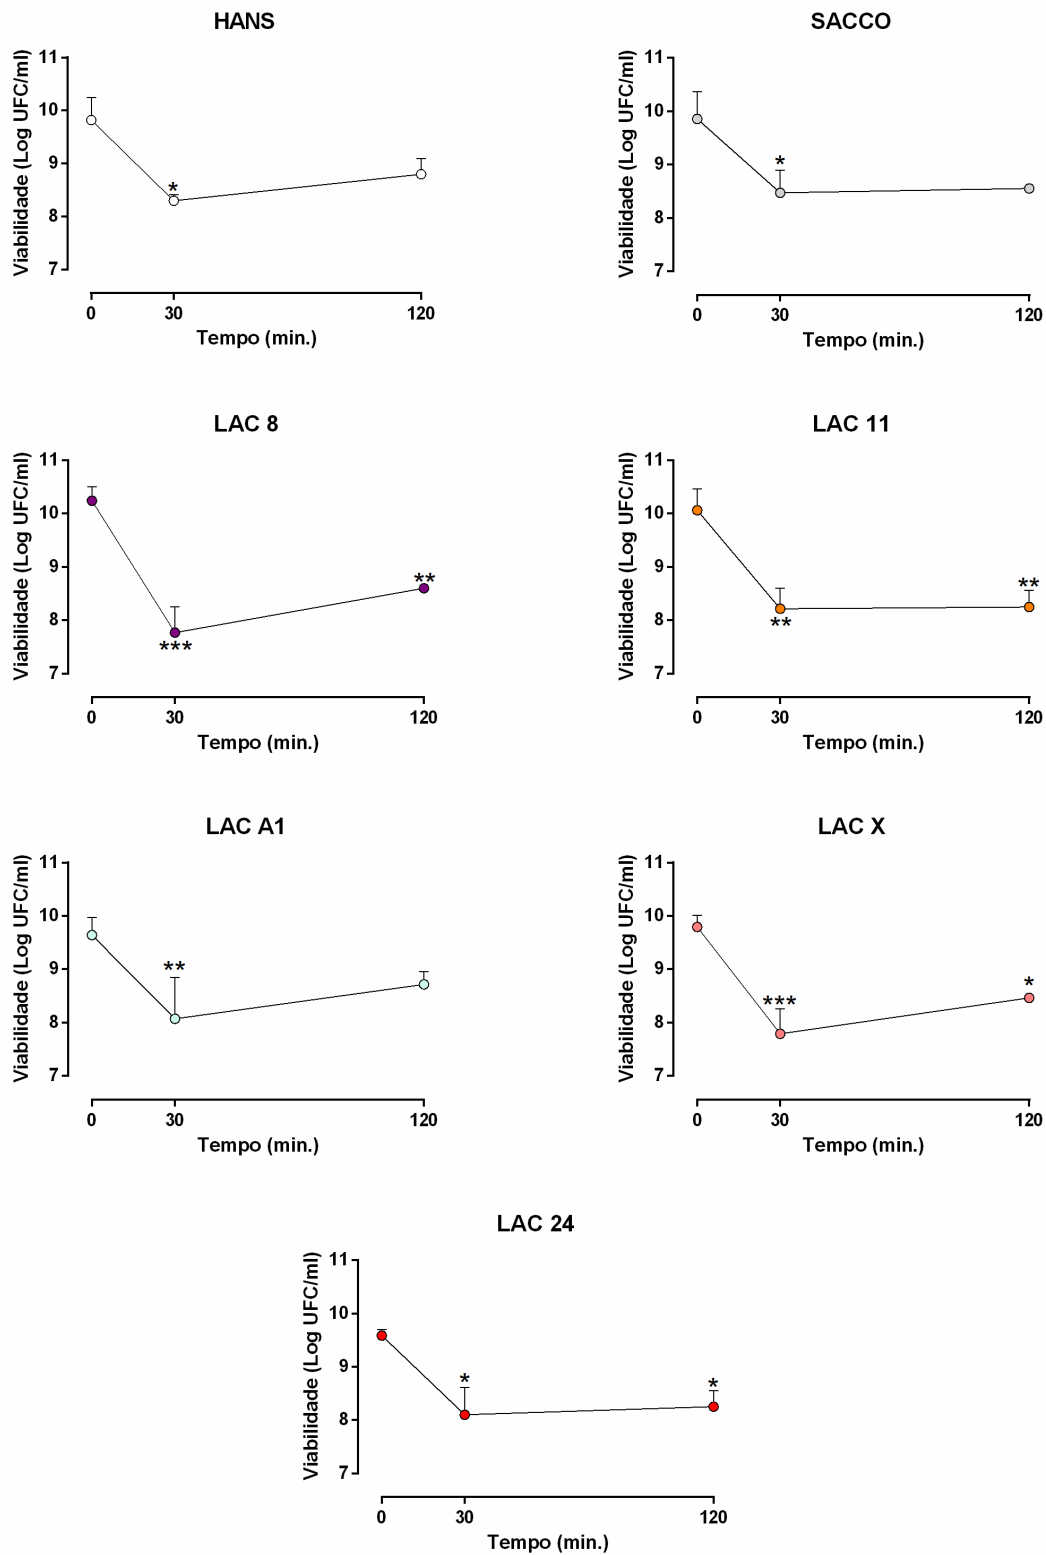 HANS
Viabilidade (Log UFC/ml)
11
10
9
8
7
*
0 30 120
Tempo (min.)
SACCO
Viabilidade (Log UFC/ml)
11
10
9
8
7
*
0 30 120
Tempo (min.)
LAC 8
Viabilidade (Log UFC/ml)
11
10
9
8
7
**
***
0 30 120
Tempo (min.)
LAC 11
Viabilidade (Log UFC/ml)
11
10
9
8
7
**
**
0 30 120
Tempo (min.)
LAC A1
Viabilidade (Log UFC/ml)
11
10
9
8
7
**
0 30 120
Tempo (min.)
LAC X
Viabilidade (Log UFC/ml)
11
10
9
8
7
*
***
0 30 120
Tempo (min.)
LAC 24
Viabilidade (Log UFC/ml)
11
10
9
8
7
* *
0 30 120
Tempo (min.)